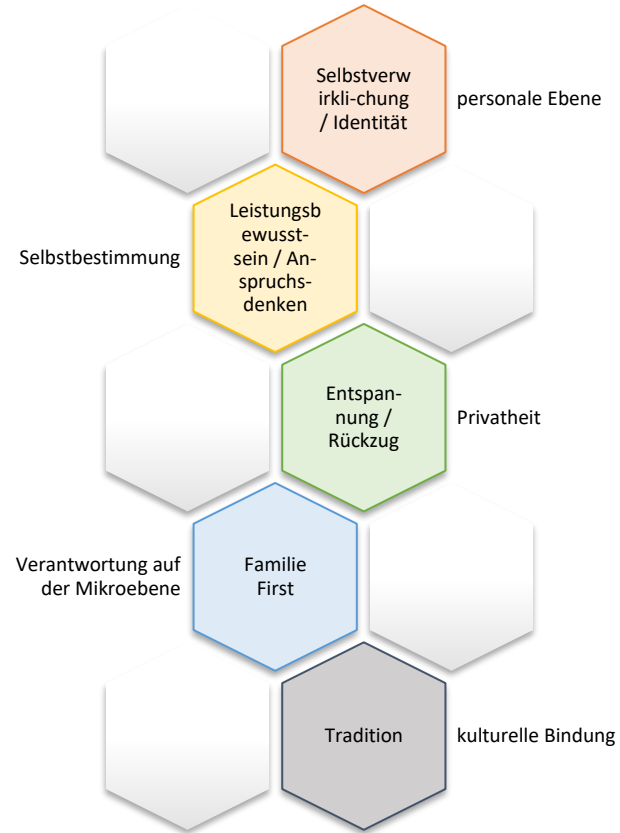 Selbstverw
irkli-chung
/ Identität
personale Ebene
Leistungsb
ewusst-
sein / An-
spruchs-
denken
Selbstbestimmung
Entspan-
nung /
Rückzug
Privatheit
Familie
First
Verantwortung auf
der Mikroebene
Tradition
kulturelle Bindung